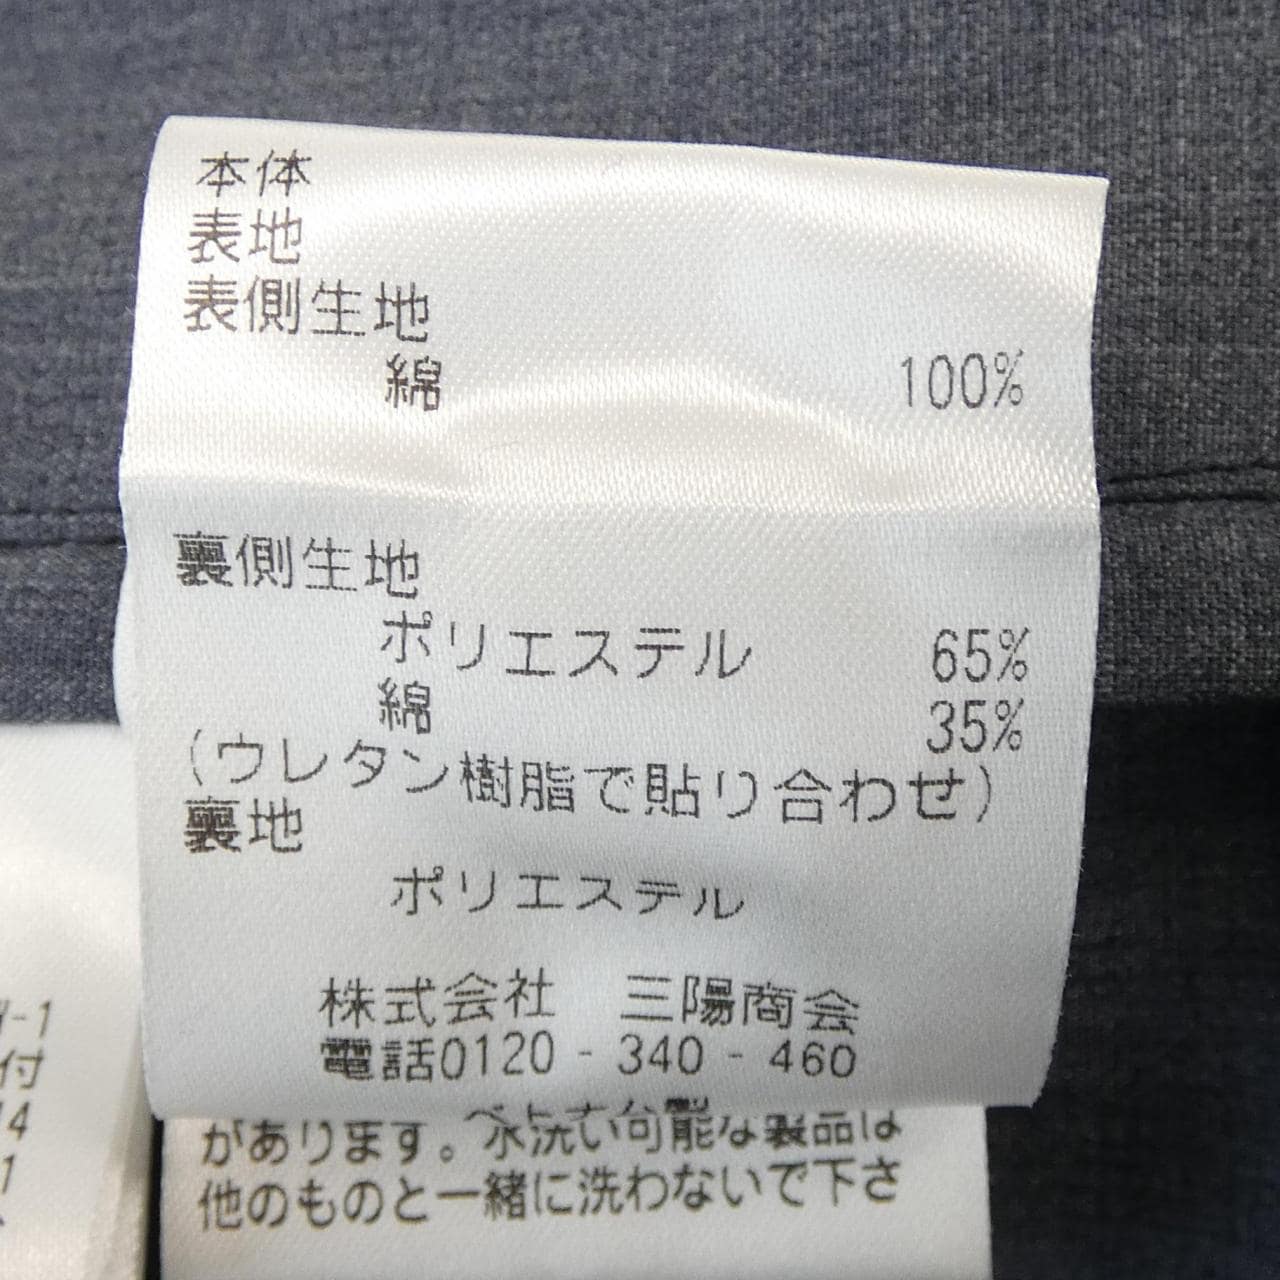 本体
表地
表側生地
綿 100%
裏側生地
ポリエステル 65%
綿 35%
(ウレタン樹脂で貼り合わせ)
裏地
ポリエステル
株式会社 三陽商会
電話0120-340-460
があります。水洗い可能な製品は
他のものと一緒に洗わないで下さ
-1
付
14
1